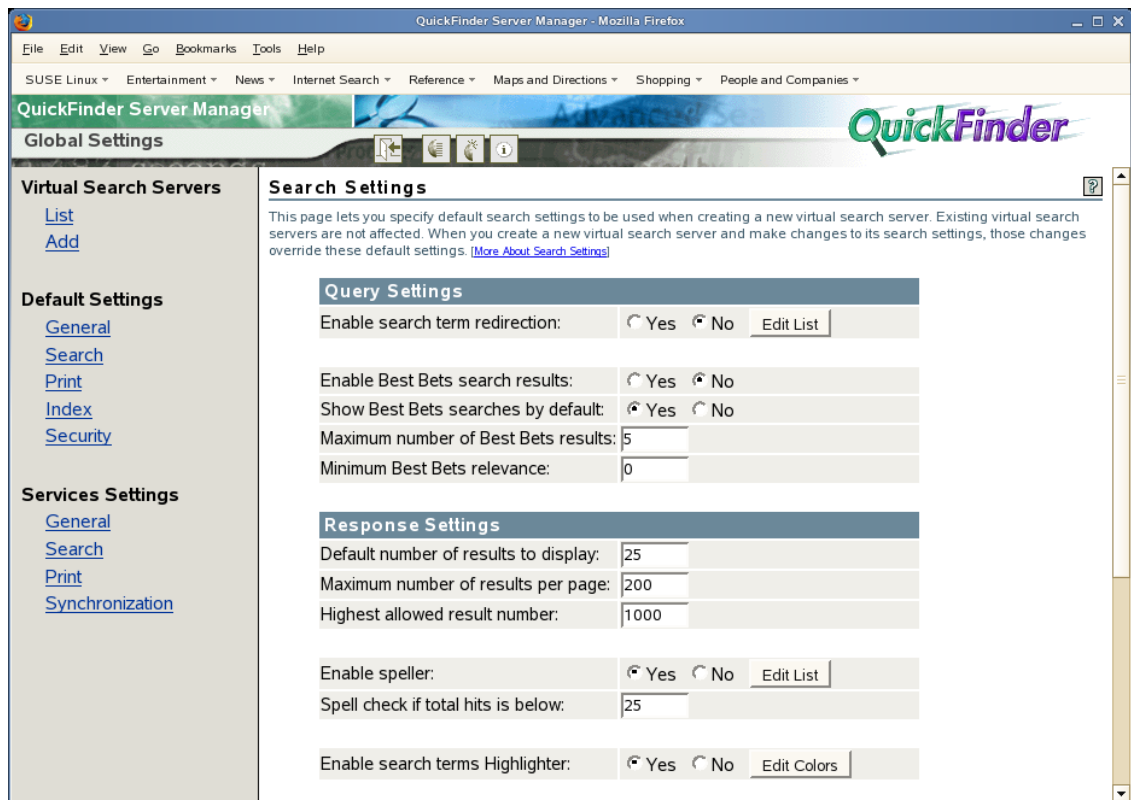 QuickFinder Server Manager - Mozilla Firefox
File Edit View Go Bookmarks Tools Help
SUSE Linux Entertainment News Internet Search Reference Maps and Directions Shopping People and Companies
QuickFinder Server Manager
Advanced Sea
QuickFinder
Global Settings
Virtual Search Servers
List
Add
Default Settings
General
Search
Print
Index
Security
Services Settings
General
Search
Print
Synchronization
Search Settings
?
This page lets you specify default search settings to be used when creating a new virtual search server. Existing virtual search
servers are not affected. When you create a new virtual search server and make changes to its search settings, those changes
override these default settings. [More About Search Settings]
Query Settings
Enable search term redirection: Yes No Edit List
Enable Best Bets search results: Yes No
Show Best Bets searches by default: Yes No
Maximum number of Best Bets results: 5
Minimum Best Bets relevance: 0
Response Settings
Default number of results to display: 25
Maximum number of results per page: 200
Highest allowed result number: 1000
Enable speller: Yes No Edit List
Spell check if total hits is below: 25
Enable search terms Highlighter: Yes No Edit Colors